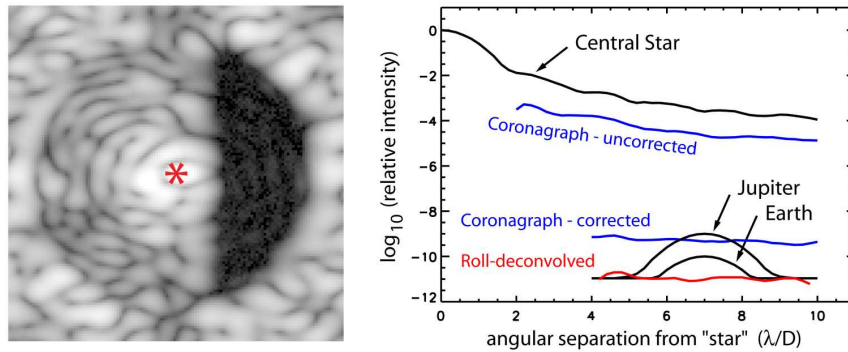 *
log10 (relative intensity)
0
−2
−4
−6
−8
−10
−12
Central Star
Coronagraph - uncorrected
Jupiter
Earth
Coronagraph - corrected
Roll-deconvolved
0 2 4 6 8 10
angular separation from "star" (λ/D)